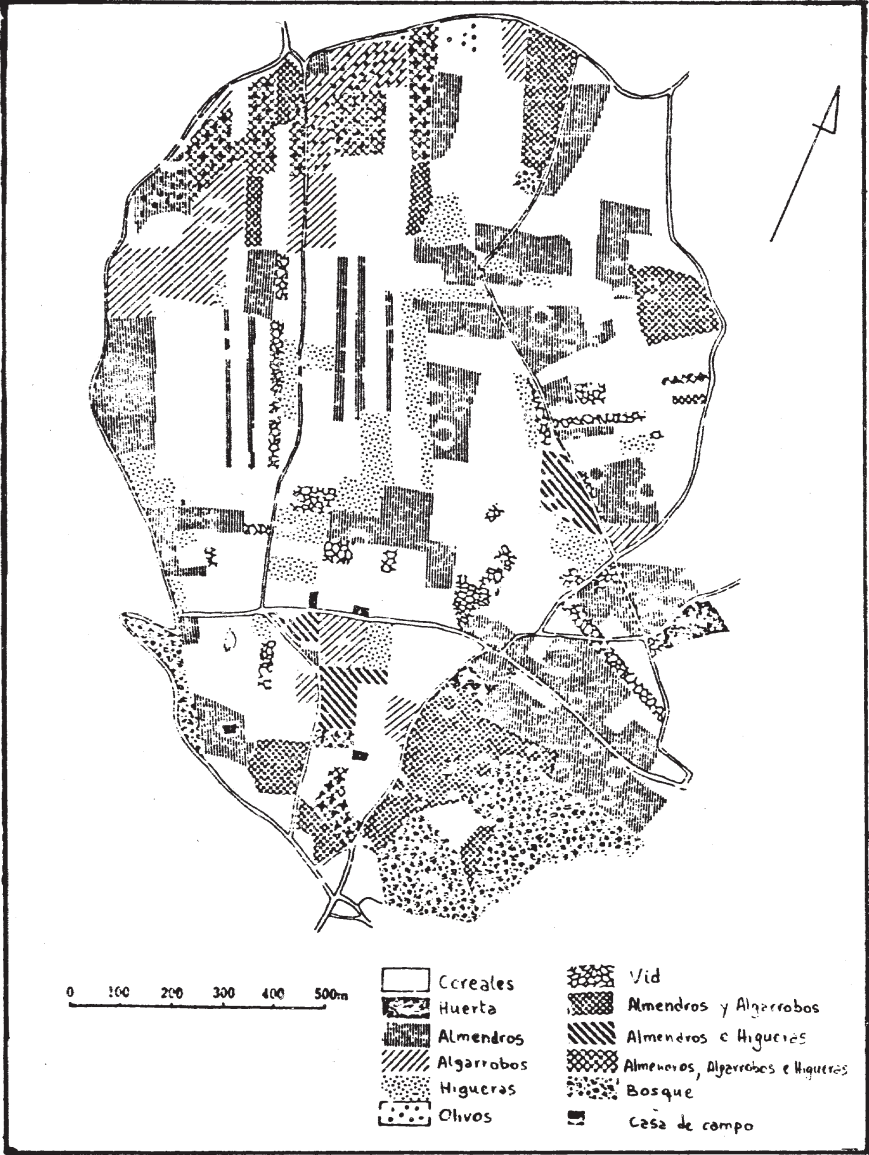 0 100 200 300 400 500m
Cereales
Huerta
Almendros
Algarrobos
Higueras
Olivos
Vid
Almendros y Algarrobos
Almendros e Higueras
Almendros, Algarrobos e Higueras
Bosque
Casa de campo